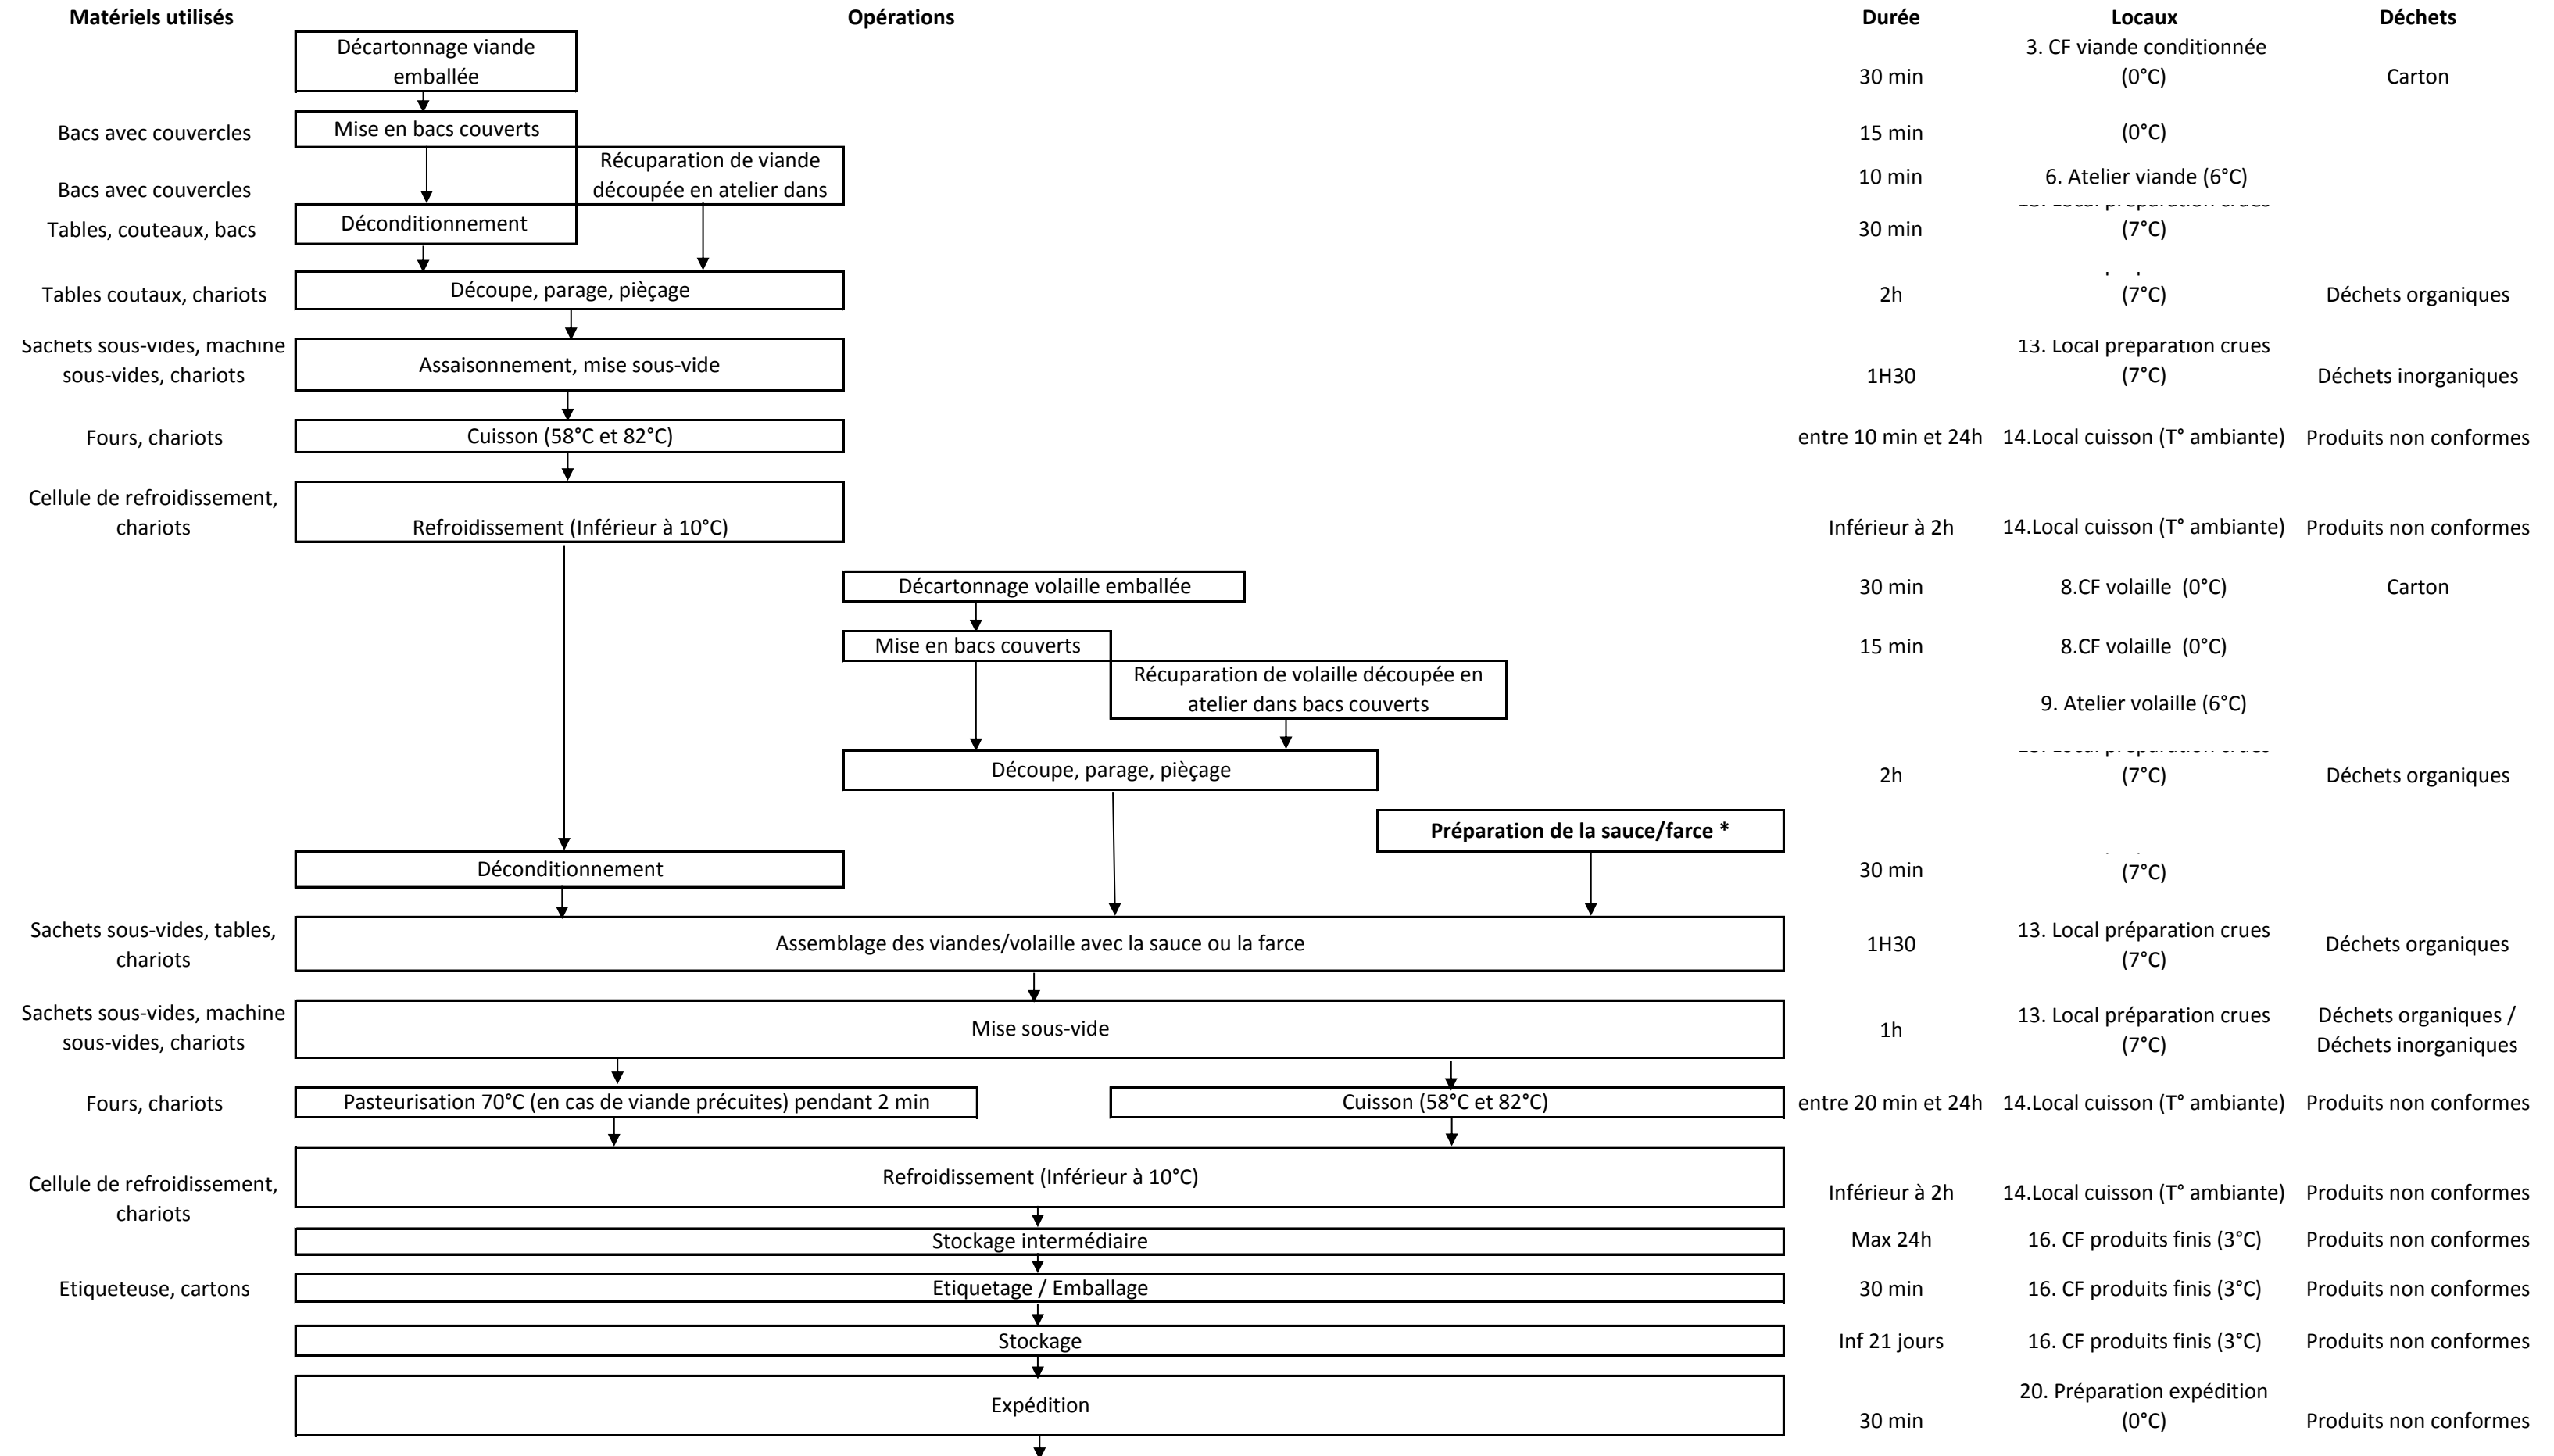 Matériels utilisés Opérations Durée Locaux Déchets
Décartonnage viande
emballée
30 min
3. CF viande conditionnée
(0°C)
Carton
Bacs avec couvercles
Mise en bacs couverts
15 min
(0°C)
Bacs avec couvercles
Récuparation de viande
découpée en atelier dans
10 min
6. Atelier viande (6°C)
Tables, couteaux, bacs
Déconditionnement
30 min
(7°C)
Tables coutaux, chariots
Découpe, parage, pièçage
2h
(7°C)
Déchets organiques
Sachets sous-vides, machine
sous-vides, chariots
Assaisonnement, mise sous-vide
1H30
13. Local préparation crues
(7°C)
Déchets inorganiques
Fours, chariots
Cuisson (58°C et 82°C)
entre 10 min et 24h
14.Local cuisson (T° ambiante)
Produits non conformes
Cellule de refroidissement,
chariots
Refroidissement (Inférieur à 10°C)
Inférieur à 2h
14.Local cuisson (T° ambiante)
Produits non conformes
Décartonnage volaille emballée
30 min
8.CF volaille (0°C)
Carton
Mise en bacs couverts
15 min
8.CF volaille (0°C)
Récuparation de volaille découpée en
atelier dans bacs couverts
9. Atelier volaille (6°C)
Découpe, parage, pièçage
2h
(7°C)
Déchets organiques
Préparation de la sauce/farce *
Déconditionnement
30 min
(7°C)
Sachets sous-vides, tables,
chariots
Assemblage des viandes/volaille avec la sauce ou la farce
1H30
13. Local préparation crues
(7°C)
Déchets organiques
Sachets sous-vides, machine
sous-vides, chariots
Mise sous-vide
1h
13. Local préparation crues
(7°C)
Déchets organiques /
Déchets inorganiques
Fours, chariots
Pasteurisation 70°C (en cas de viande précuites) pendant 2 min
Cuisson (58°C et 82°C)
entre 20 min et 24h
14.Local cuisson (T° ambiante)
Produits non conformes
Cellule de refroidissement,
chariots
Refroidissement (Inférieur à 10°C)
Inférieur à 2h
14.Local cuisson (T° ambiante)
Produits non conformes
Stockage intermédiaire
Max 24h
16. CF produits finis (3°C)
Produits non conformes
Etiqueteuse, cartons
Etiquetage / Emballage
30 min
16. CF produits finis (3°C)
Produits non conformes
Stockage
Inf 21 jours
16. CF produits finis (3°C)
Produits non conformes
Expédition
30 min
20. Préparation expédition
(0°C)
Produits non conformes